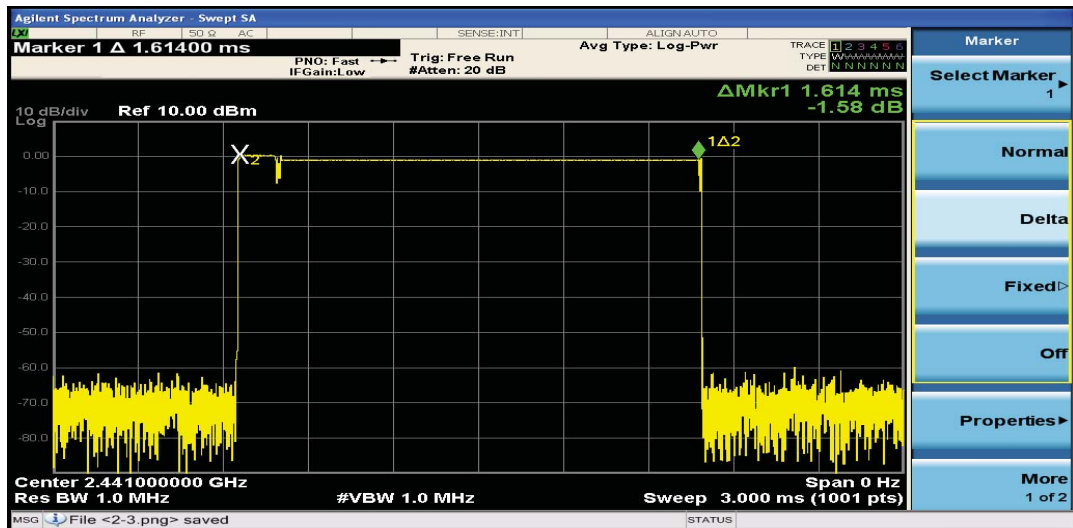 Agilent Spectrum Analyzer - Swept SA
LXI RF 50 Ω AC SENSE:INT ALIGN AUTO
Marker 1 Δ 1.61400 ms
PNO: Fast
IFGain:Low
Trig: Free Run
#Atten: 20 dB
Avg Type: Log-Pwr
TRACE 1 2 3 4 5 6
TYPE W
DET N N N N N N
ΔMkr1 1.614 ms
-1.58 dB
10 dB/div Ref 10.00 dBm
Log
0.00
-10.0
-20.0
-30.0
-40.0
-50.0
-60.0
-70.0
-80.0
X2
1Δ2
Center 2.441000000 GHz
Span 0 Hz
Res BW 1.0 MHz
#VBW 1.0 MHz
Sweep 3.000 ms (1001 pts)
MSG File <2-3.png> saved
STATUS
Marker
Select Marker
1
Normal
Delta
Fixed
Off
Properties
More
1 of 2